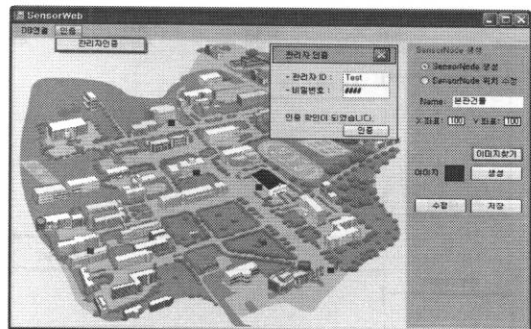 SensorWeb
DB연결 인증
관리자인증
관리자 인증
- 관리자 ID : Test
- 비밀번호 : ####
인증 확인이 되었습니다.
인증
SensorNode 생성
SensorNode 생성
SensorNode 위치 수정
Name: 본관건물
X 좌표: 100 Y 좌표: 100
이미지찾기
이미지 생성
수정 저장